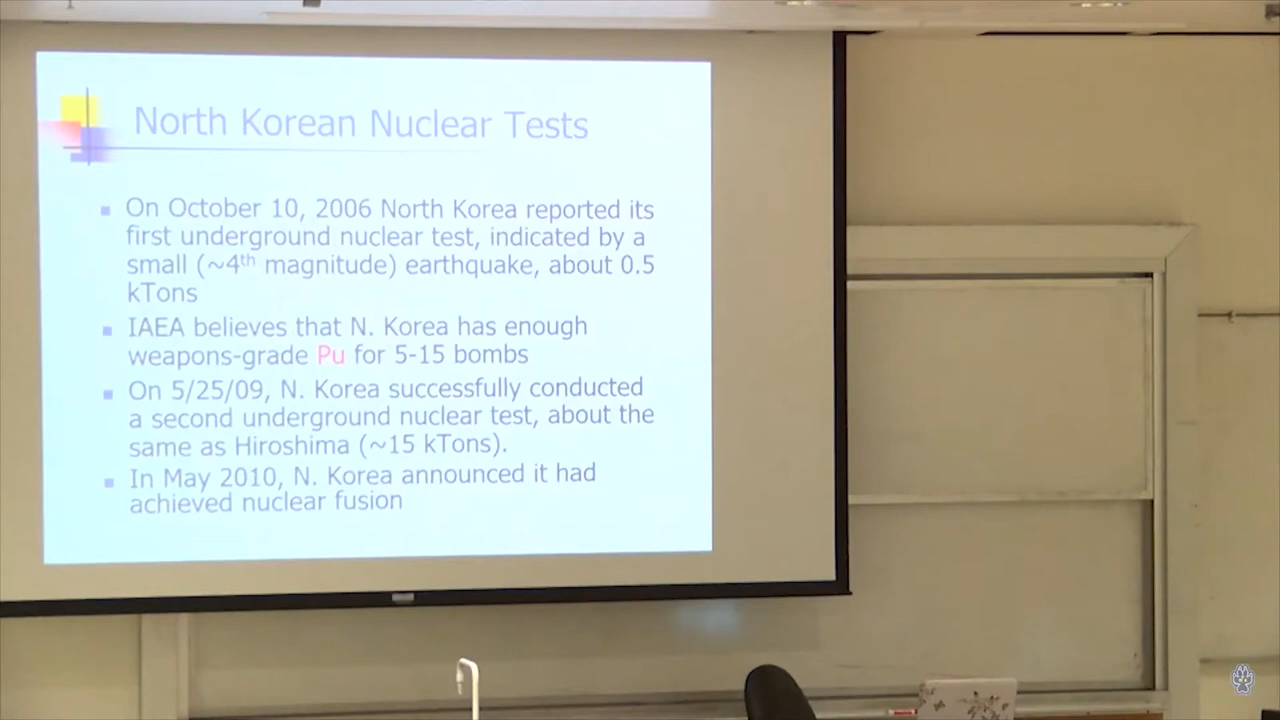 North Korean Nuclear Tests
On October 10, 2006 North Korea reported its
first underground nuclear test, indicated by a
small (~4th magnitude) earthquake, about 0.5
kTons
IAEA believes that N. Korea has enough
weapons-grade Pu for 5-15 bombs
On 5/25/09, N. Korea successfully conducted
a second underground nuclear test, about the
same as Hiroshima (~15 kTons).
In May 2010, N. Korea announced it had
achieved nuclear fusion